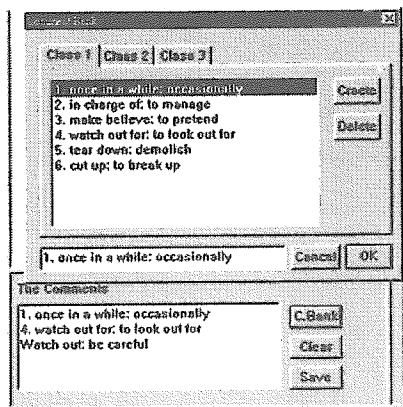 Class 1 Class 2 Class 3
1. once in a while: occasionally
2. in charge of: to manage
3. make believe: to pretend
4. watch out for: to look out for
5. tear down: demolish
6. cut up: to break up
Create
Delete
1. once in a while: occasionally
Cancel OK
The Comments
1. once in a while: occasionally
4. watch out for: to look out for
Watch out: be careful
C.Bank
Clear
Save